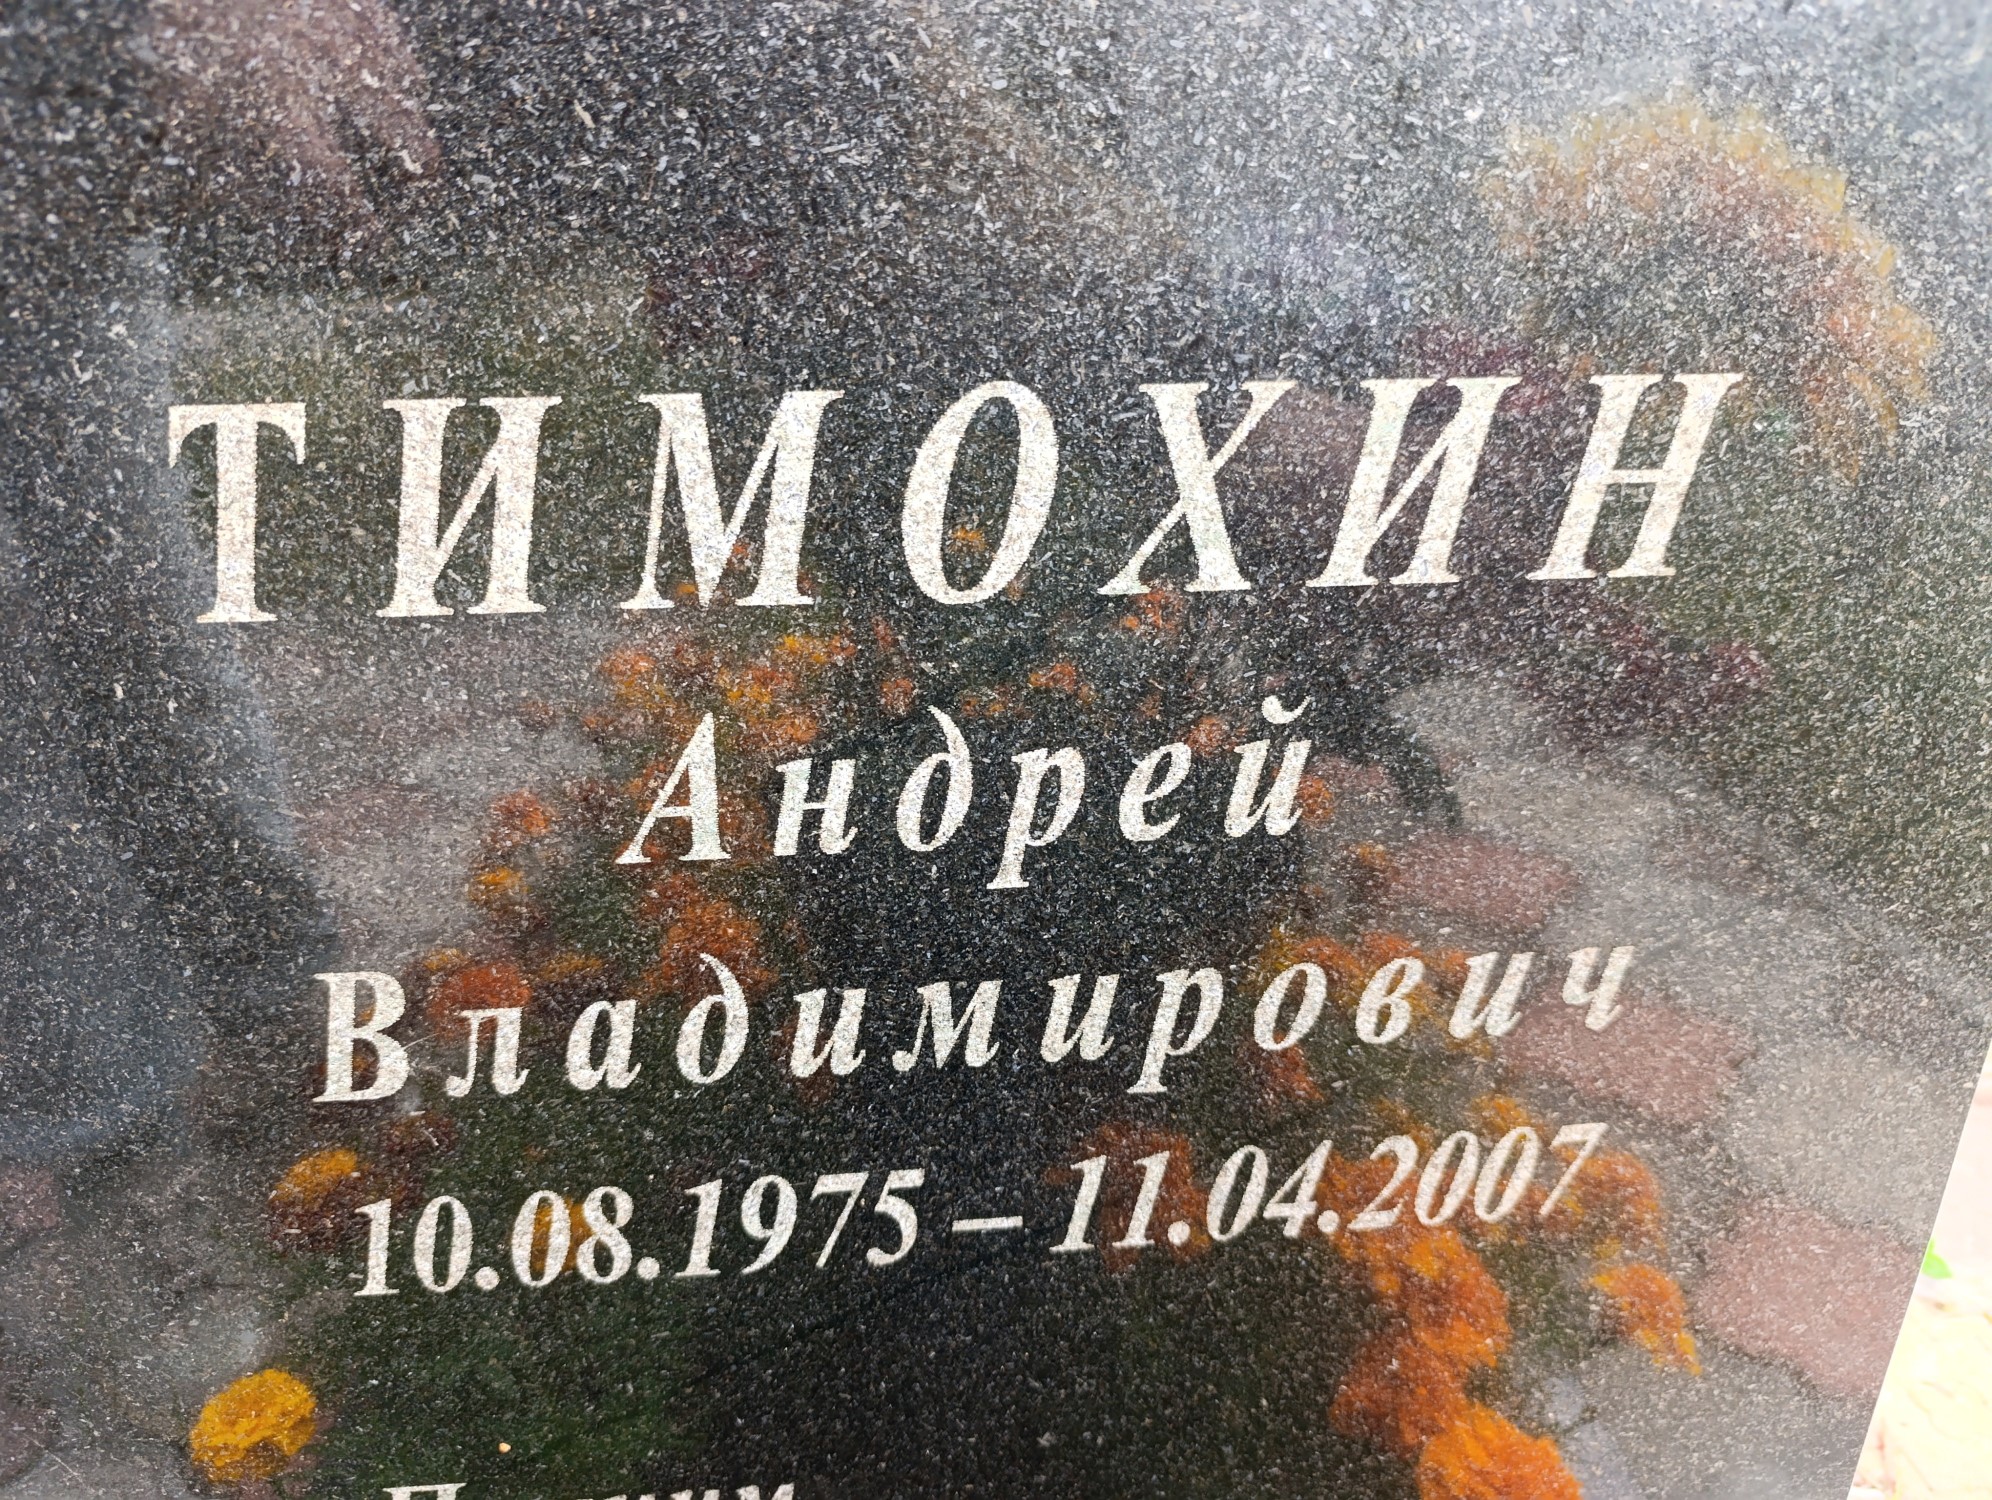 ТИМОХИН
Андрей
Владимирович
10.08.1975 – 11.04.2007